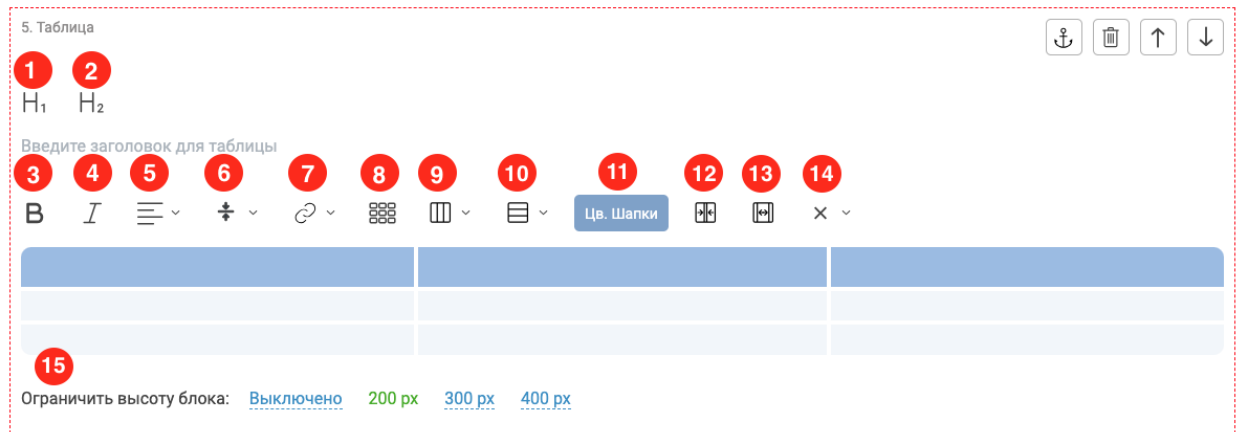 5. Таблица
1 2
H₁ H₂
Введите заголовок для таблицы
3 4 5 6 7 8 9 10 11 12 13 14
B I Цв. Шапки
15
Ограничить высоту блока: Выключено 200 px 300 px 400 px